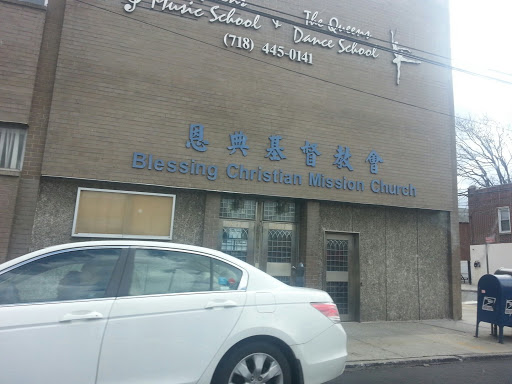 The Queens
Music School & Dance School
(718) 445-0141
恩典基督教會
Blessing Christian Mission Church